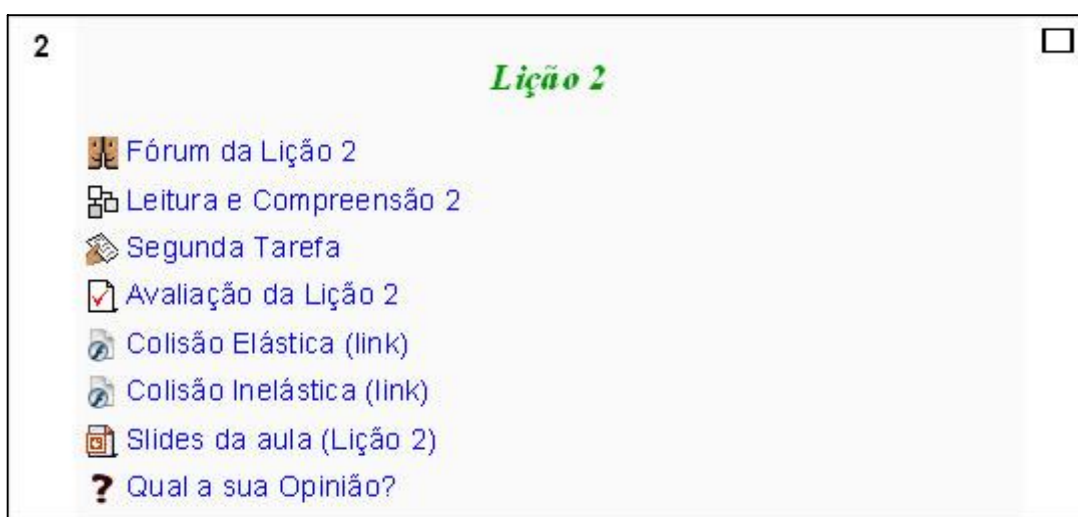 2
Lição 2
Fórum da Lição 2
Leitura e Compreensão 2
Segunda Tarefa
Avaliação da Lição 2
Colisão Elástica (link)
Colisão Inelástica (link)
Slides da aula (Lição 2)
Qual a sua Opinião?